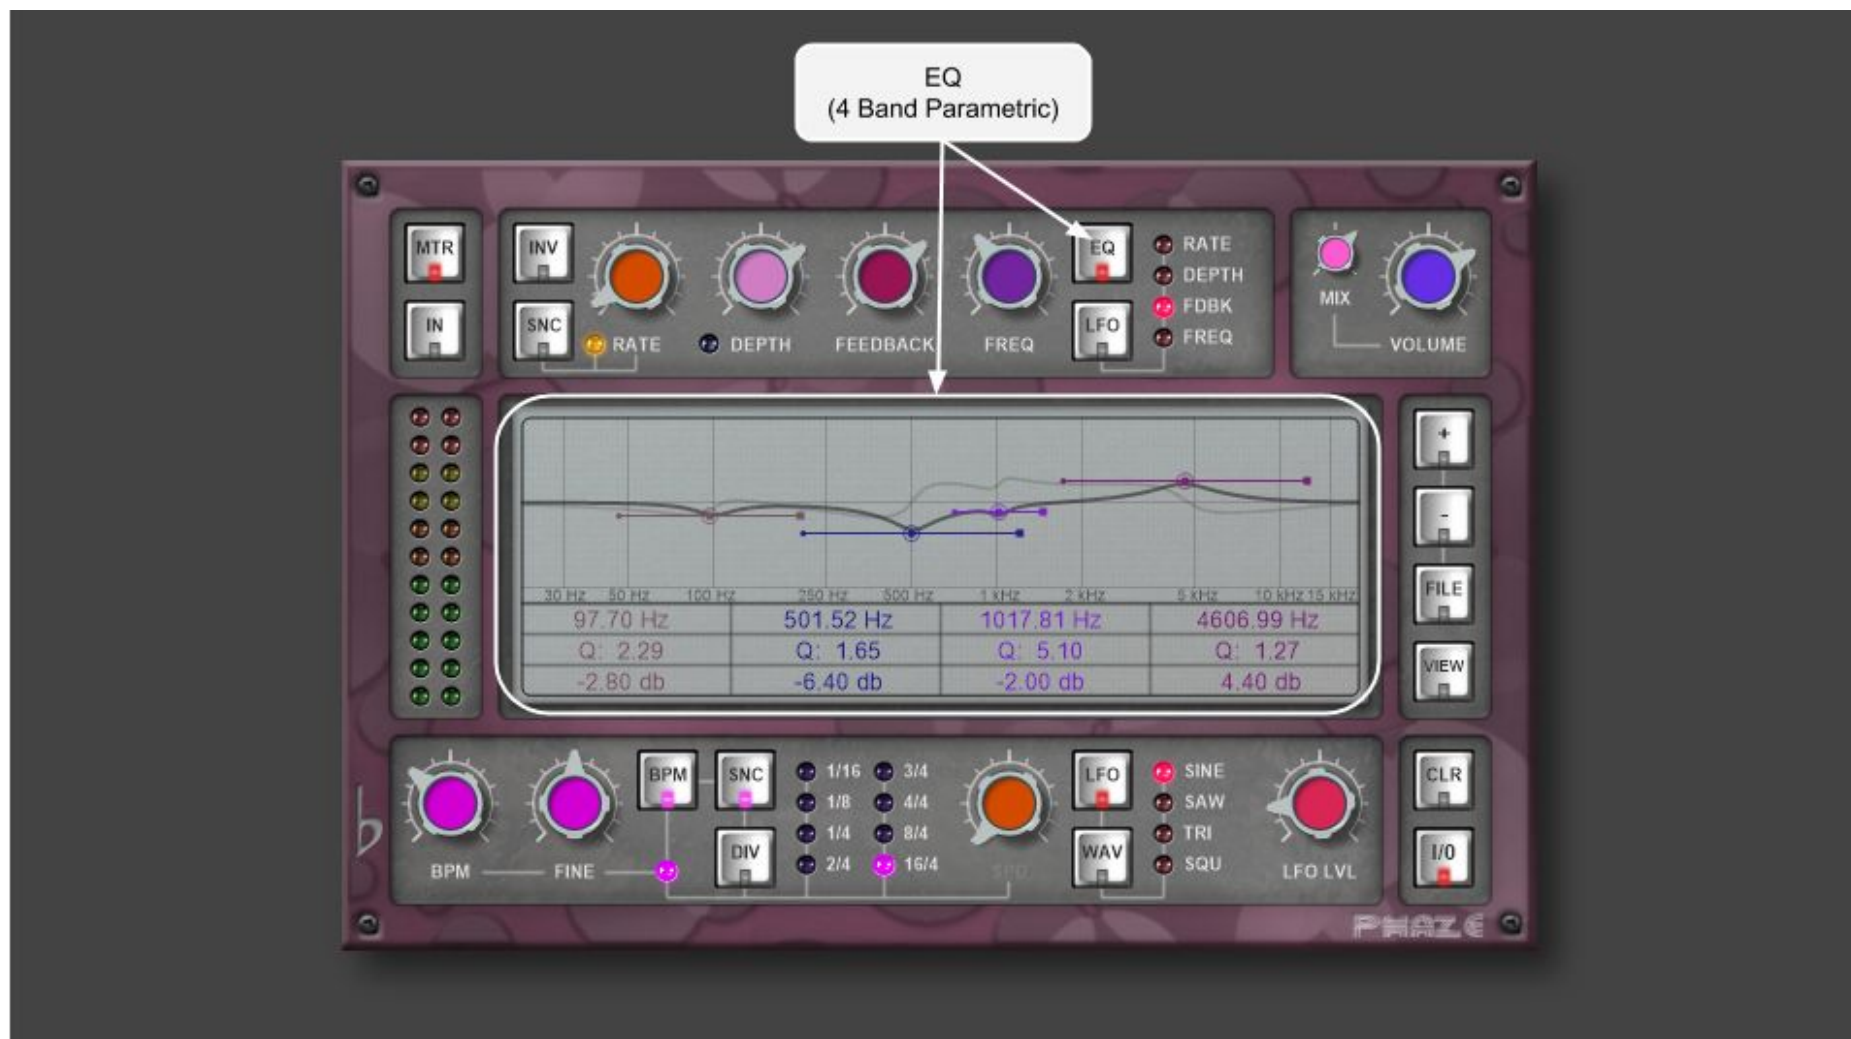 EQ
(4 Band Parametric)
MTR
IN
INV
SNC
RATE
DEPTH
FEEDBACK
FREQ
EQ
LFO
RATE
DEPTH
FDBK
FREQ
MIX
VOLUME
30 Hz 50 Hz 100 Hz 250 Hz 500 Hz 1 kHz 2 kHz 5 kHz 10 kHz 15 kHz
97.70 Hz 501.52 Hz 1017.81 Hz 4606.99 Hz
Q: 2.29 Q: 1.65 Q: 5.10 Q: 1.27
-2.80 db -6.40 db -2.00 db 4.40 db
+
-
FILE
VIEW
BPM
FINE
BPM
SNC
DIV
1/16 3/4
1/8 4/4
1/4 8/4
2/4 16/4
SPD
LFO
WAV
SINE
SAW
TRI
SQU
LFO LVL
CLR
I/O
PHAZE